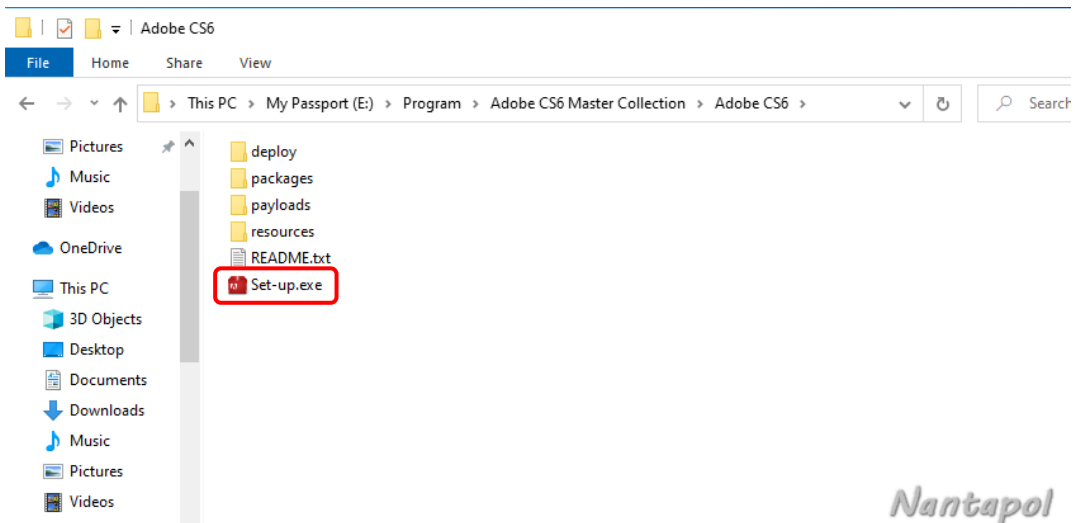 Adobe CS6
File Home Share View
This PC > My Passport (E:) > Program > Adobe CS6 Master Collection > Adobe CS6 > Search
Pictures
Music
Videos
OneDrive
This PC
3D Objects
Desktop
Documents
Downloads
Music
Pictures
Videos
deploy
packages
payloads
resources
README.txt
Set-up.exe
Nantapol